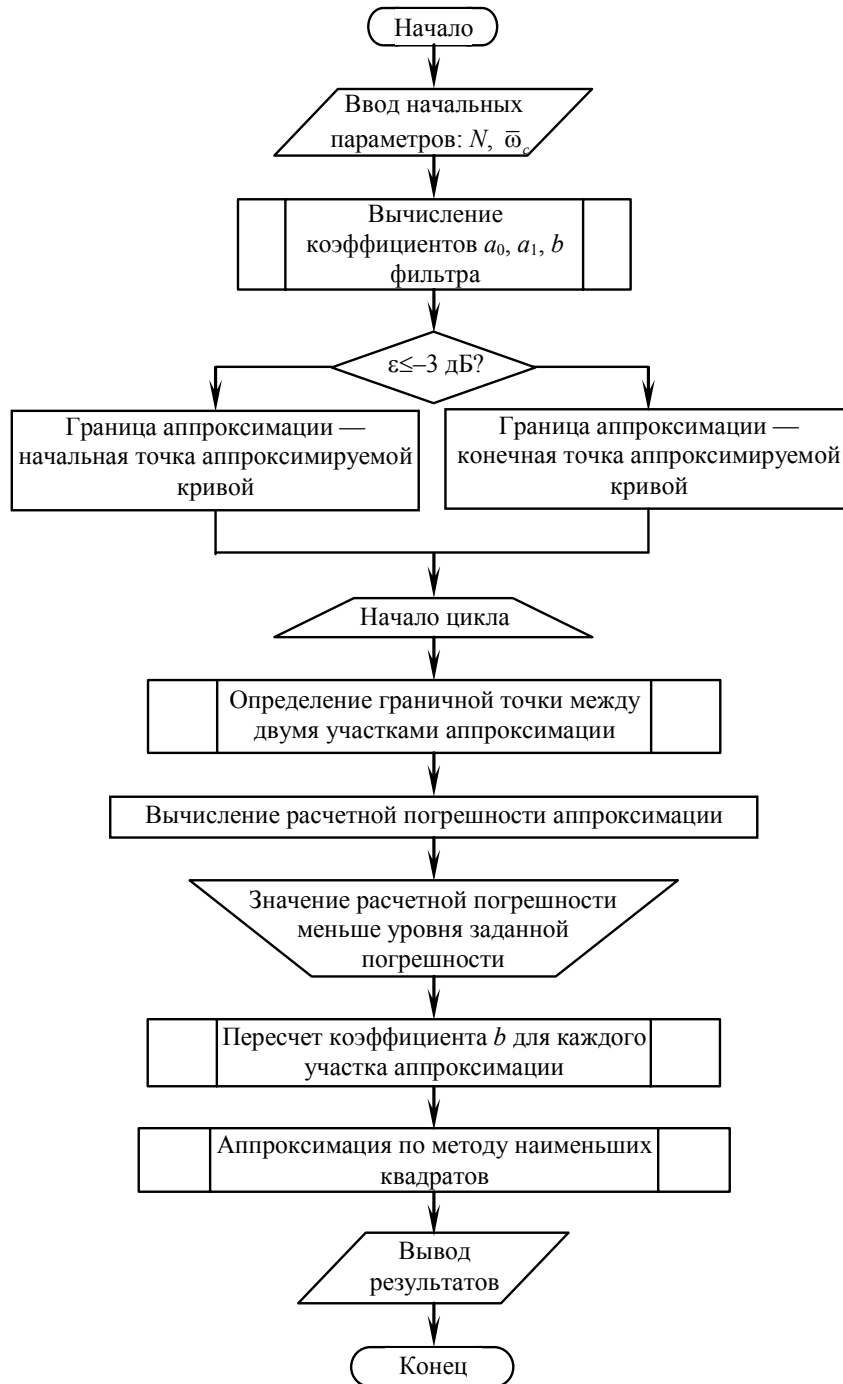 Начало
Ввод начальных
параметров: N, ω̅c
Вычисление
коэффициентов a₀, a₁, b
фильтра
ε≤–3 дБ?
Граница аппроксимации —
начальная точка аппроксимируемой
кривой
Граница аппроксимации —
конечная точка аппроксимируемой
кривой
Начало цикла
Определение граничной точки между
двумя участками аппроксимации
Вычисление расчетной погрешности аппроксимации
Значение расчетной погрешности
меньше уровня заданной
погрешности
Пересчет коэффициента b для каждого
участка аппроксимации
Аппроксимация по методу наименьших
квадратов
Вывод
результатов
Конец